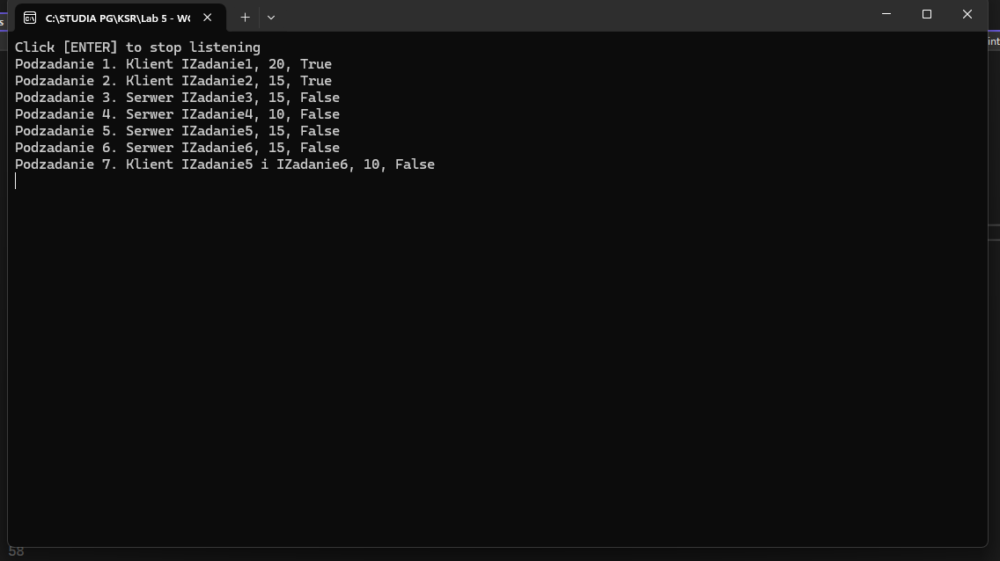 C:\STUDIA PG\KSR\Lab 5 - W
Click [ENTER] to stop listening
Podzadanie 1. Klient IZadanie1, 20, True
Podzadanie 2. Klient IZadanie2, 15, True
Podzadanie 3. Serwer IZadanie3, 15, False
Podzadanie 4. Serwer IZadanie4, 10, False
Podzadanie 5. Serwer IZadanie5, 15, False
Podzadanie 6. Serwer IZadanie6, 15, False
Podzadanie 7. Klient IZadanie5 i IZadanie6, 10, False
58